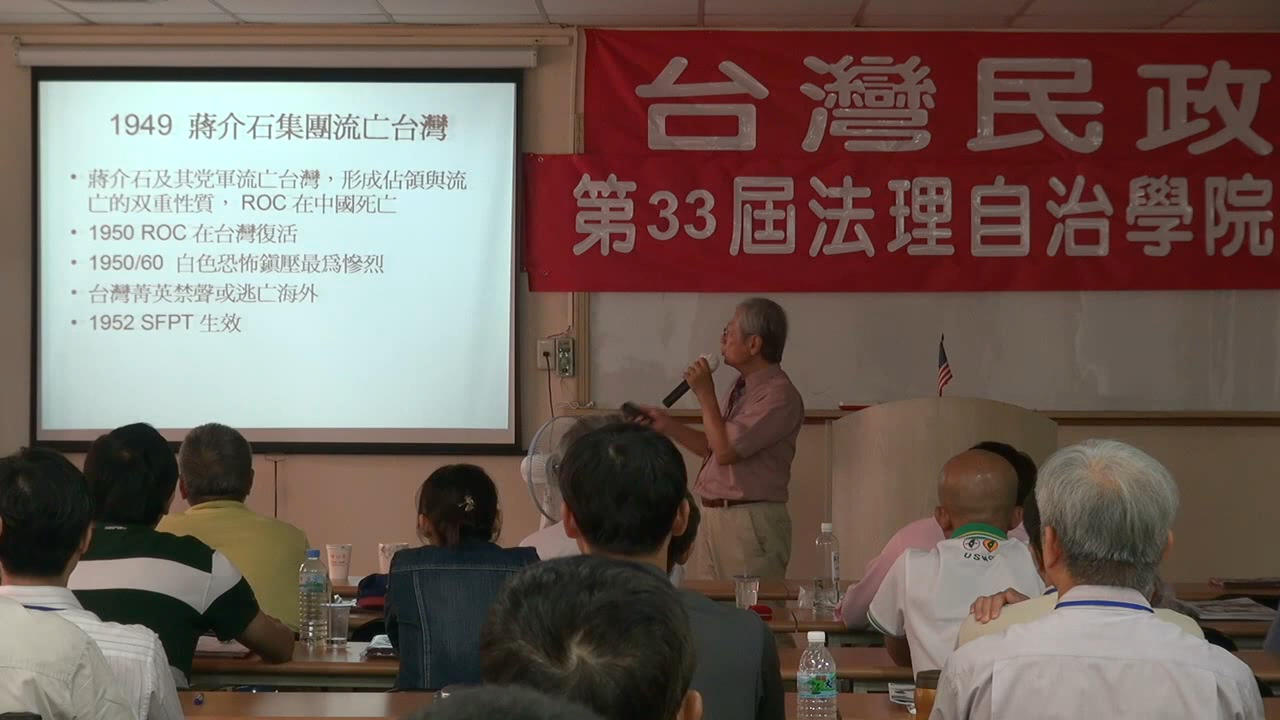 1949 蔣介石集團流亡台灣
• 蔣介石及其党軍流亡台灣，形成佔領與流
亡的双重性質， ROC 在中國死亡
• 1950 ROC 在台灣復活
• 1950/60 白色恐怖鎮壓最爲慘烈
• 台灣菁英禁聲或逃亡海外
• 1952 SFPT 生效
台灣民政
第33屆法理自治學院